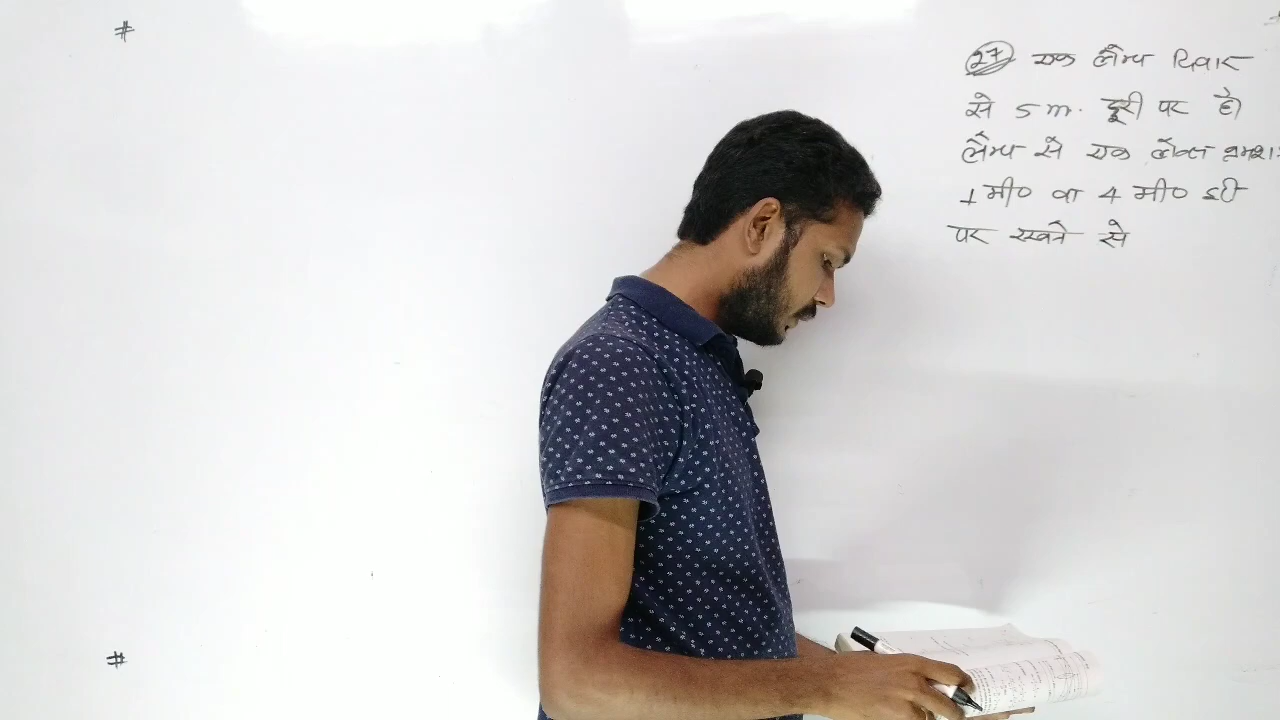 #
27 एक लैम्प दिवार
से 5 m. दूरी पर है।
लैम्प से एक लेन्स क्रमशः
1 मी० वा 4 मी० दूरी
पर रखने से
#